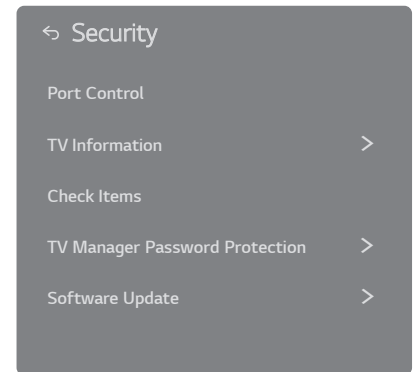 Security
Port Control
TV Information
Check Items
TV Manager Password Protection
Software Update